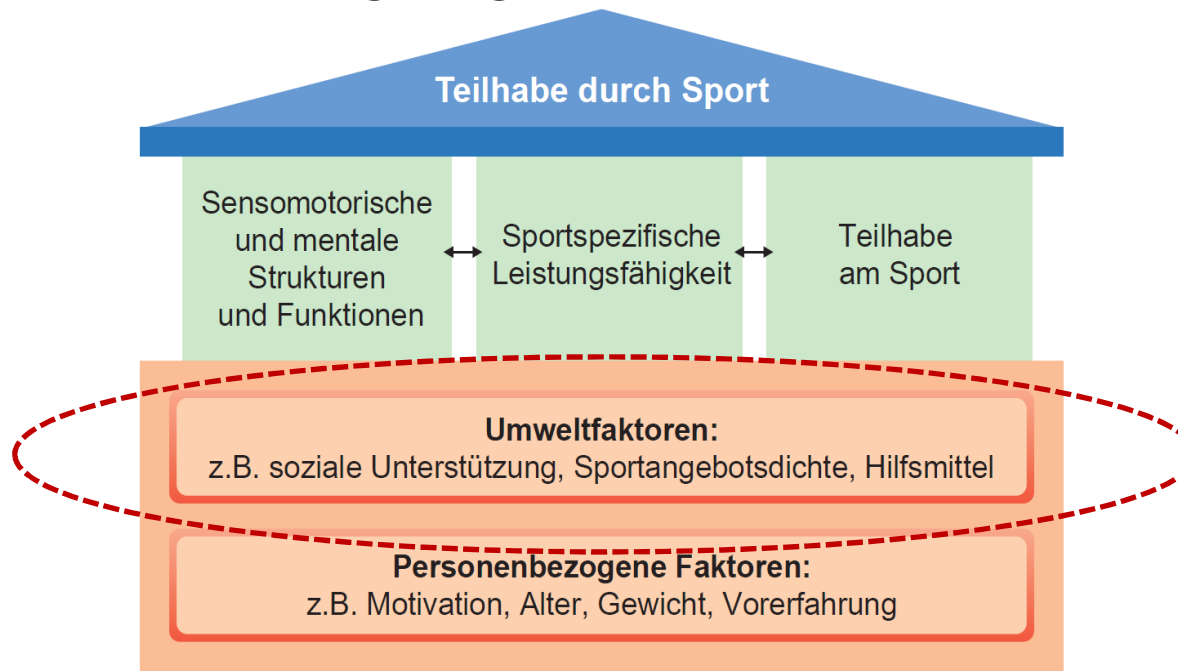 Teilhabe durch Sport
Sensomotorische
und mentale
Strukturen
und Funktionen
Sportspezifische
Leistungsfähigkeit
Teilhabe
am Sport
Umweltfaktoren:
z.B. soziale Unterstützung, Sportangebotsdichte, Hilfsmittel
Personenbezogene Faktoren:
z.B. Motivation, Alter, Gewicht, Vorerfahrung